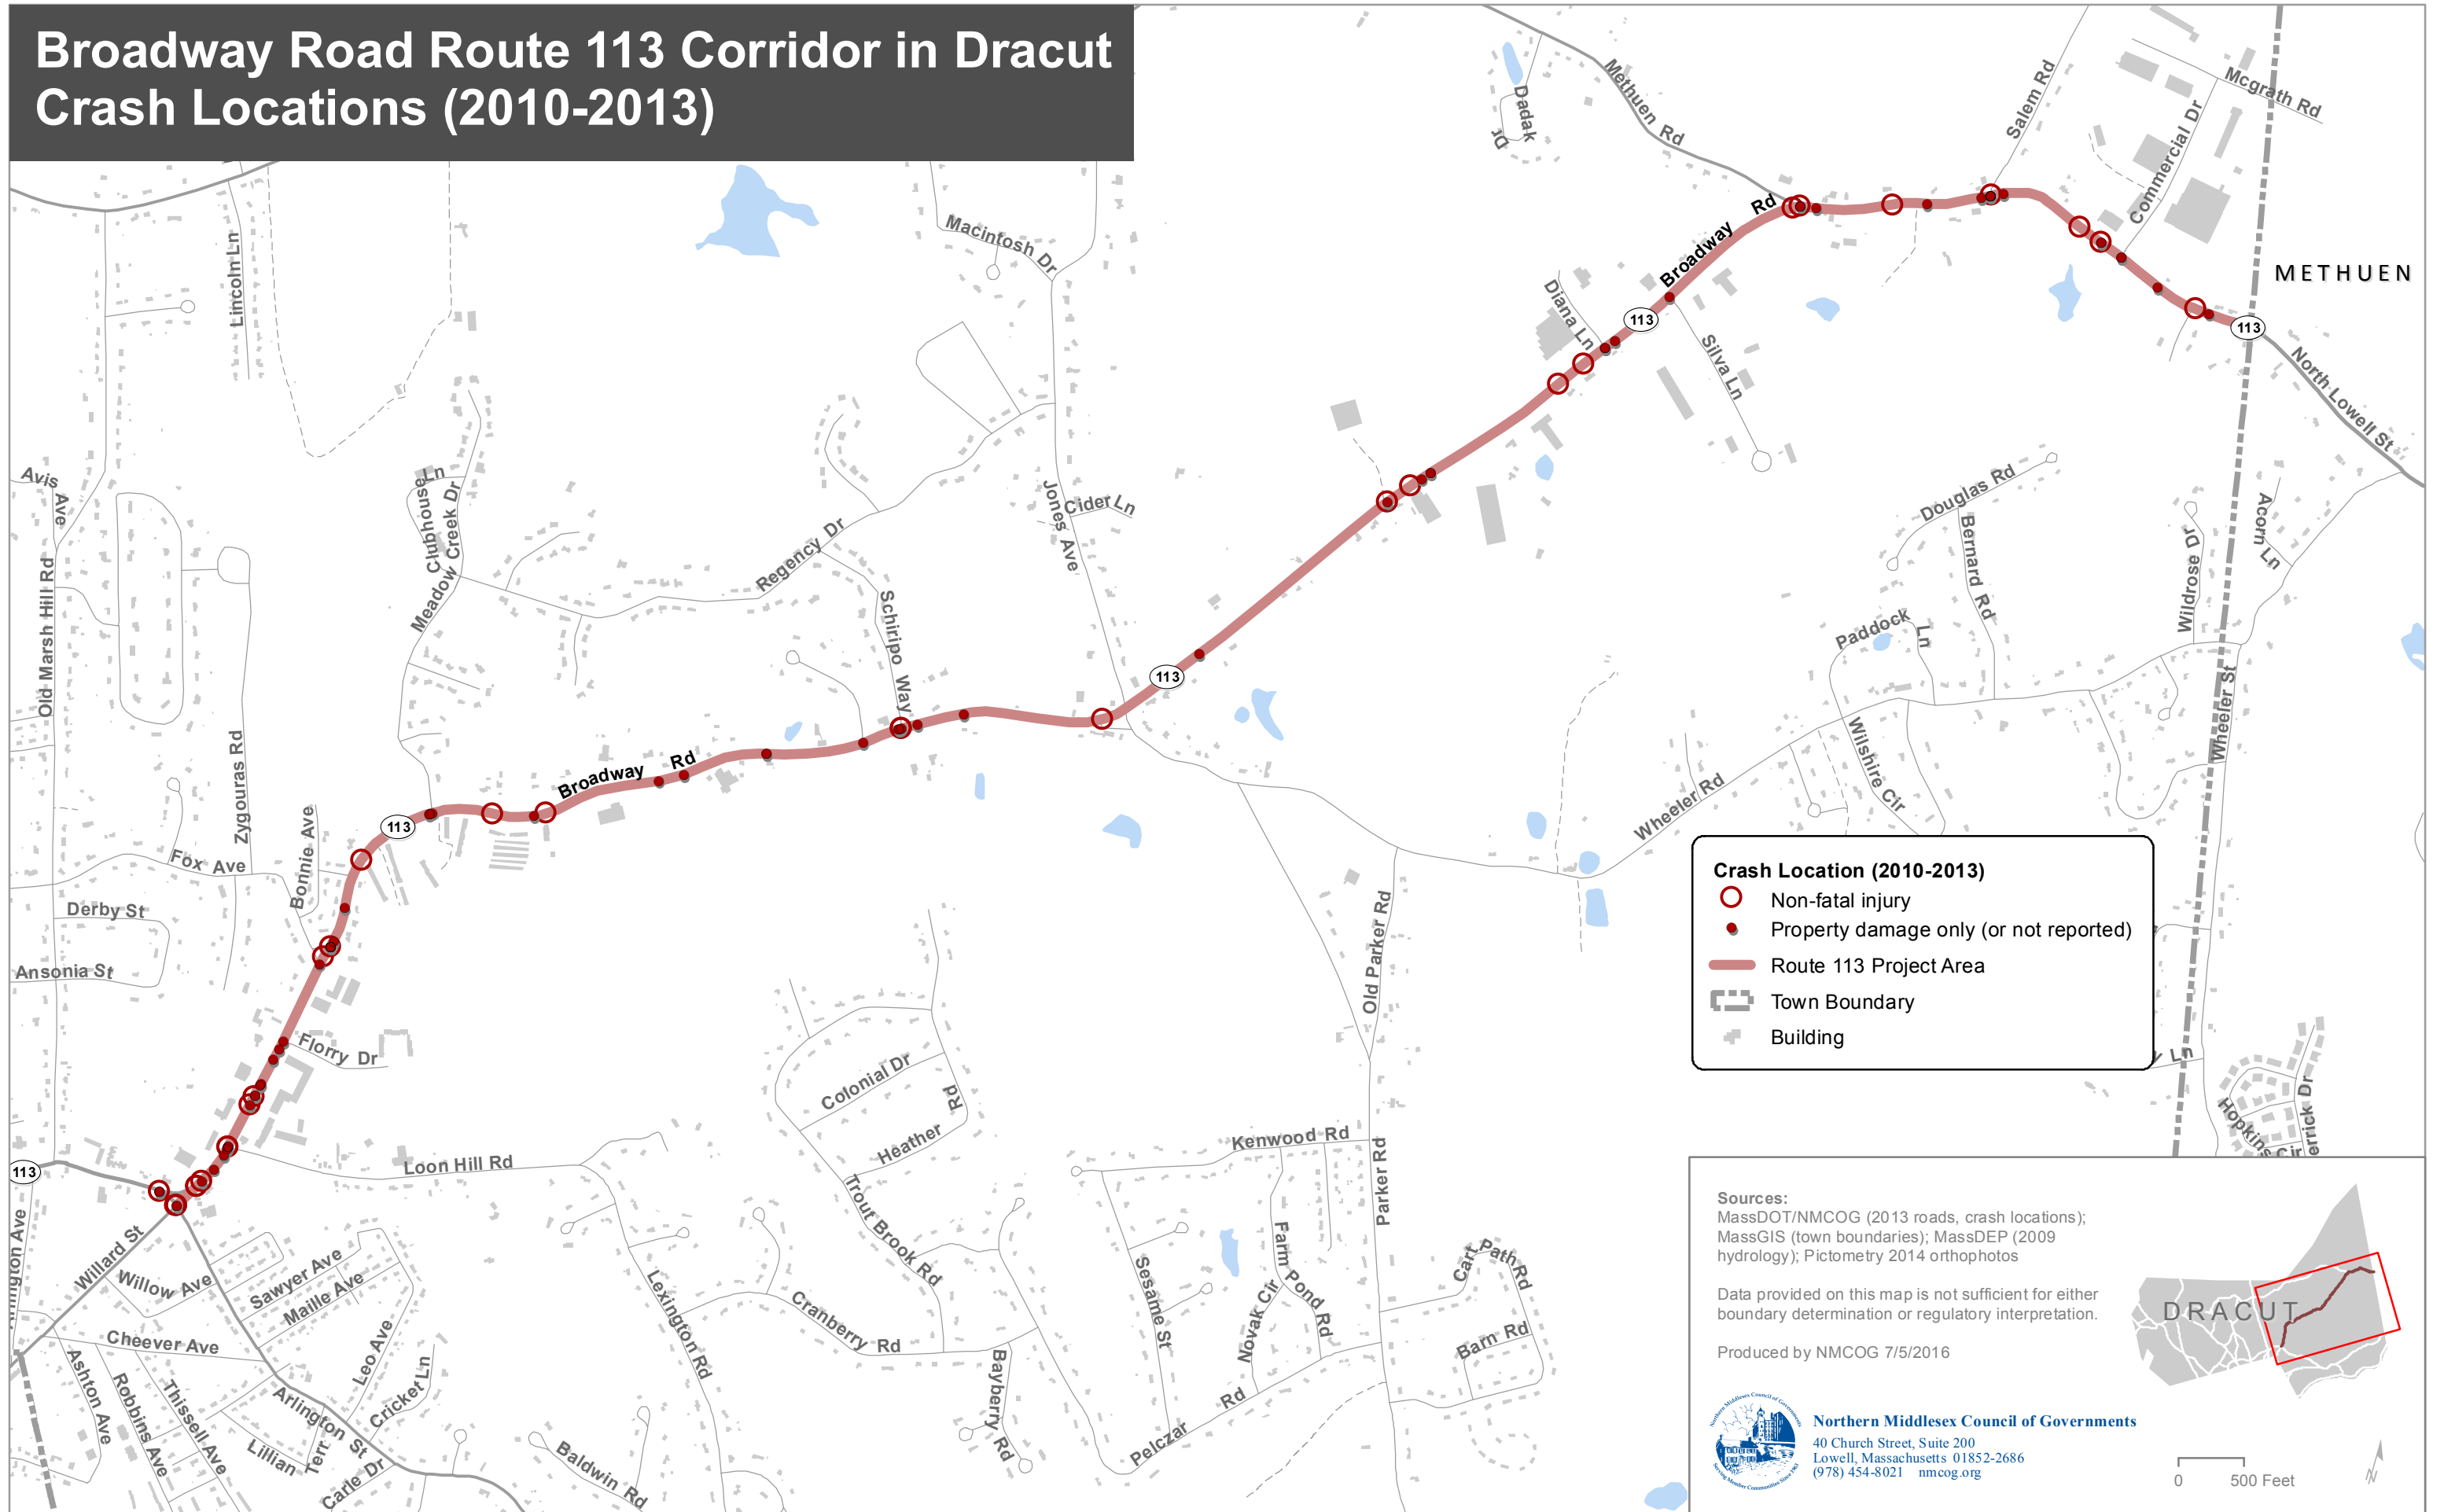 Broadway Road Route 113 Corridor in Dracut
Crash Locations (2010-2013)
Dadak
Dr
Methuen Rd
Salem Rd
Mcgrath Rd
Commercial Dr
METHUEN
Lincoln Ln
Macintosh Dr
Broadway Rd
113
113
Diana Ln
Silva Ln
North Lowell St
Avis
Ave
Clubhouse
Ln
Meadow Creek Dr
Jones Ave
Cider Ln
Regency Dr
Schiripo Way
Douglas Rd
Bernard Rd
Wildrose Dr
Acorn Ln
Old Marsh Hill Rd
Paddock
Ln
113
Zygouras Rd
Broadway Rd
Wilshire Cir
Wheeler St
Wheeler Rd
113
Bonnie Ave
Fox Ave
Derby St
Ansonia St
Old Parker Rd
Crash Location (2010-2013)
Non-fatal injury
Property damage only (or not reported)
Route 113 Project Area
Town Boundary
Building
Ln
Florry Dr
Colonial Dr
Heather
Rd
Hopkins
Cir
113
Loon Hill Rd
Kenwood Rd
Parker Rd
Willard St
Willow Ave
Sawyer Ave
Maille Ave
Trout Brook Rd
Sesame St
Farm Pond Rd
Novak Cir
Cart
Path Rd
Barn Rd
Cheever Ave
Leo Ave
Lexington Rd
Cranberry Rd
Bayberry Rd
Pelczar Rd
Ashton Ave
Robbins Ave
Thissell Ave
Arlington St
Cricket Ln
Lillian
Terr
Carle Dr
Baldwin Rd
Sources:
MassDOT/NMCOG (2013 roads, crash locations);
MassGIS (town boundaries); MassDEP (2009
hydrology); Pictometry 2014 orthophotos
Data provided on this map is not sufficient for either
boundary determination or regulatory interpretation.
Produced by NMCOG 7/5/2016
DRACUT
Northern Middlesex Council of Governments
40 Church Street, Suite 200
Lowell, Massachusetts 01852-2686
(978) 454-8021 nmcog.org
0 500 Feet
N